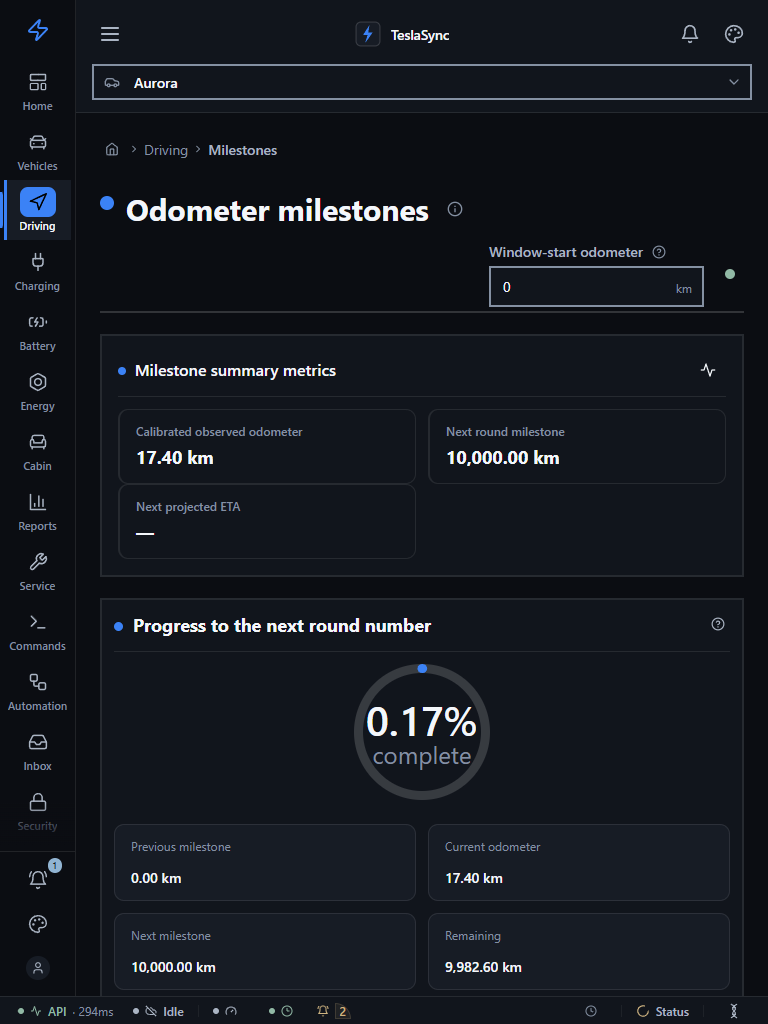 TeslaSync
Aurora
Home
Vehicles
Driving
Charging
Battery
Energy
Cabin
Reports
Service
Commands
Automation
Inbox
Security
1
Driving > Milestones
Odometer milestones
Window-start odometer
0 km
Milestone summary metrics
Calibrated observed odometer
17.40 km
Next round milestone
10,000.00 km
Next projected ETA
—
Progress to the next round number
0.17%
complete
Previous milestone
0.00 km
Current odometer
17.40 km
Next milestone
10,000.00 km
Remaining
9,982.60 km
API · 294ms Idle 2 Status